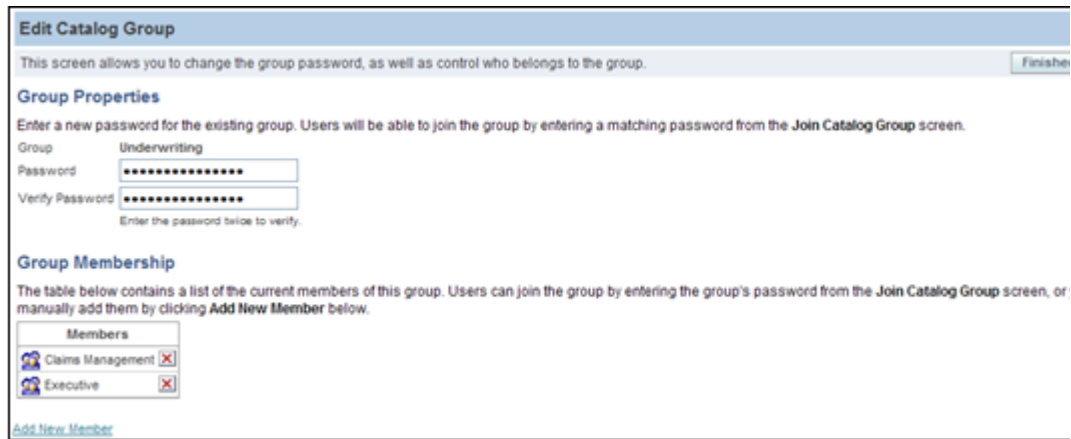 Edit Catalog Group
This screen allows you to change the group password, as well as control who belongs to the group.
Finished
Group Properties
Enter a new password for the existing group. Users will be able to join the group by entering a matching password from the Join Catalog Group screen.
Group Underwriting
Password •••••••••••••••
Verify Password •••••••••••••••
Enter the password twice to verify.
Group Membership
The table below contains a list of the current members of this group. Users can join the group by entering the group's password from the Join Catalog Group screen, or
manually add them by clicking Add New Member below.
Members
Claims Management
Executive
Add New Member